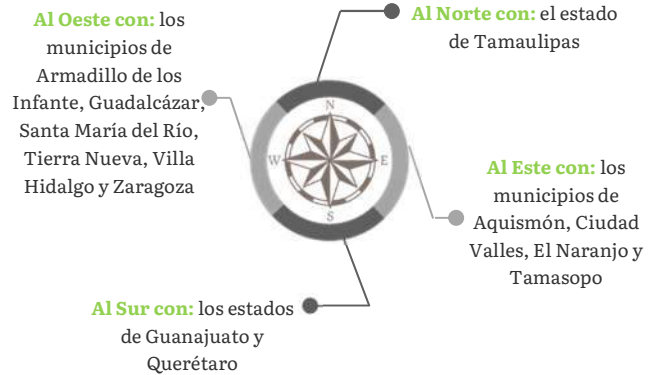 Al Oeste con: los
municipios de
Armadillo de los
Infante, Guadalcázar,
Santa María del Río,
Tierra Nueva, Villa
Hidalgo y Zaragoza
Al Norte con: el estado
de Tamaulipas
N
W
E
S
Al Este con: los
municipios de
Aquismón, Ciudad
Valles, El Naranjo y
Tamasopo
Al Sur con: los estados
de Guanajuato y
Querétaro